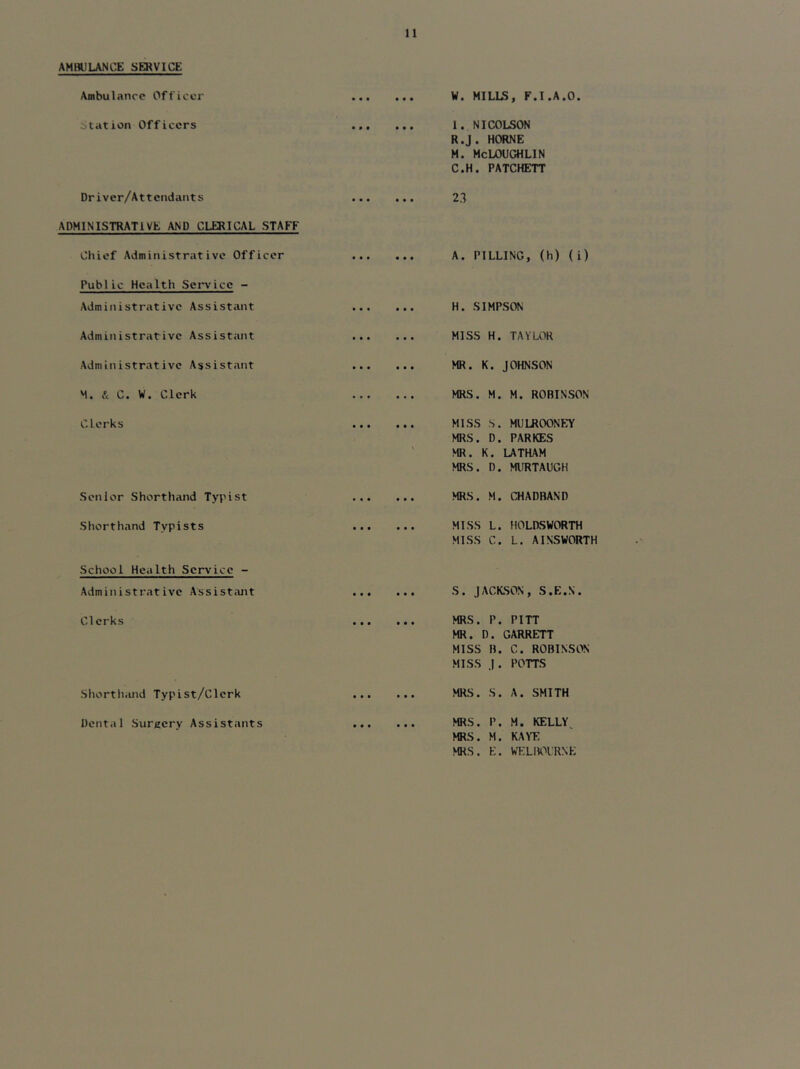 11
AMBULANCE SERVICE
Ambulance Officer ... ... W. MILLS, F.I.A.O.
Station Officers ... ... I. NICOLSON
R.J. HORNE
M. McLOUGHLIN
C.H. PATCHETT
Driver/Attendants ... ... 23
ADMINISTRATIVE AND CLERICAL STAFF
Chief Administrative Officer ... ... A. PILLING, (h) (i)
Public Health Service -
Administrative Assistant ... ... H. SIMPSON
Administrative Assistant ... ... MISS H. TAYLOR
Administrative Assistant ... ... MR. K. JOHNSON
M. & C. W. Clerk ... ... MRS. M. M. ROBINSON
Clerks ... ... MISS S. MULROONEY
MRS. D. PARKES
MR. K. LATHAM
MRS. D. MURTAUGH
Senior Shorthand Typist ... ... MRS. M. CHADBAND
Shorthand Typists ... ... MISS L. HOLDSWORTH
MISS C. L. AINSWORTH
School Health Service -
Administrative Assistant ... ... S. JACKSON, S.E.N.
Clerks ... ... MRS. P. PITT
MR. D. GARRETT
MISS B. C. ROBINSON
MISS J. POTTS
Shorthand Typist/Clerk ... ... MRS. S. A. SMITH
Dental Surgery Assistants ... ... MRS. P. M. KELLY
MRS. M. KAYE
MRS. E. WELBOURNE